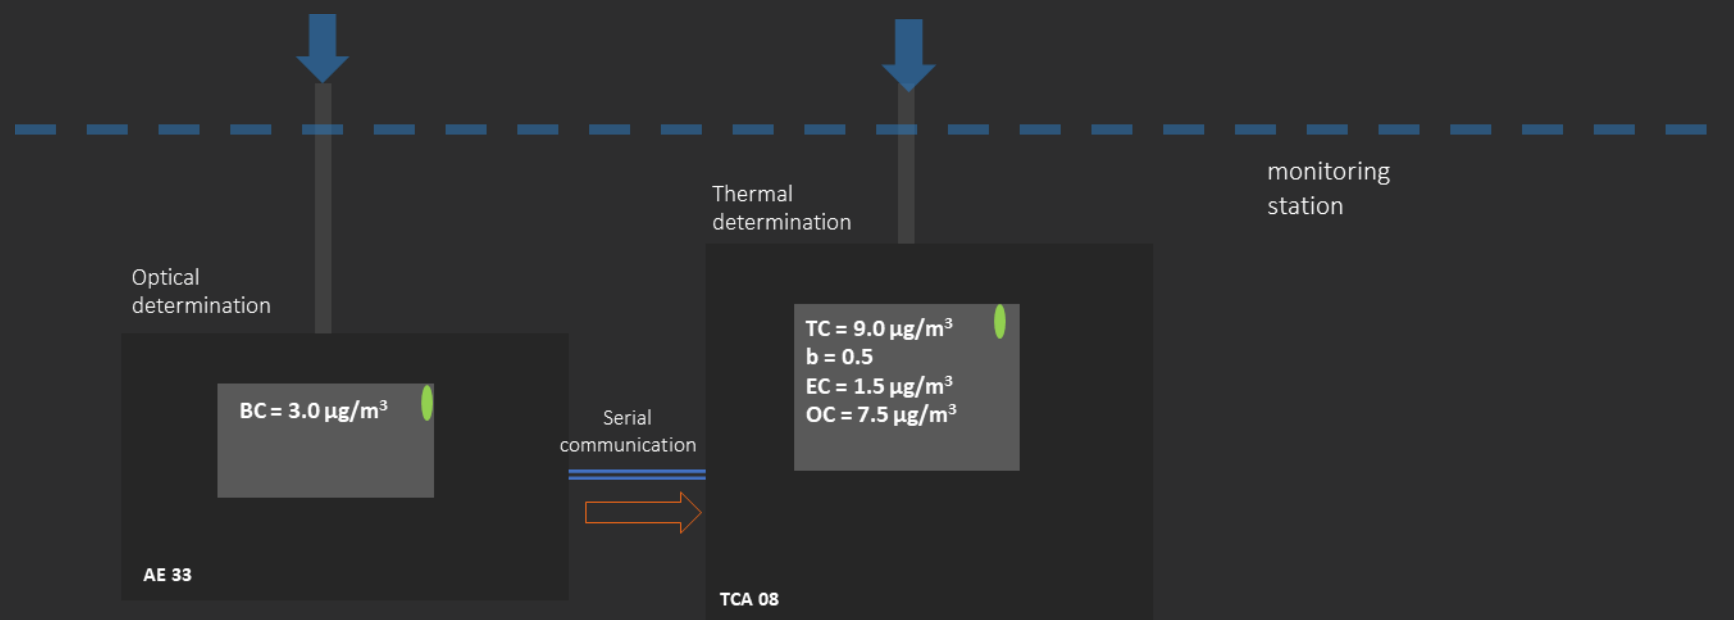 monitoring
station
Thermal
determination
Optical
determination
TC = 9.0 µg/m³
b = 0.5
EC = 1.5 µg/m³
OC = 7.5 µg/m³
BC = 3.0 µg/m³
Serial
communication
AE 33
TCA 08